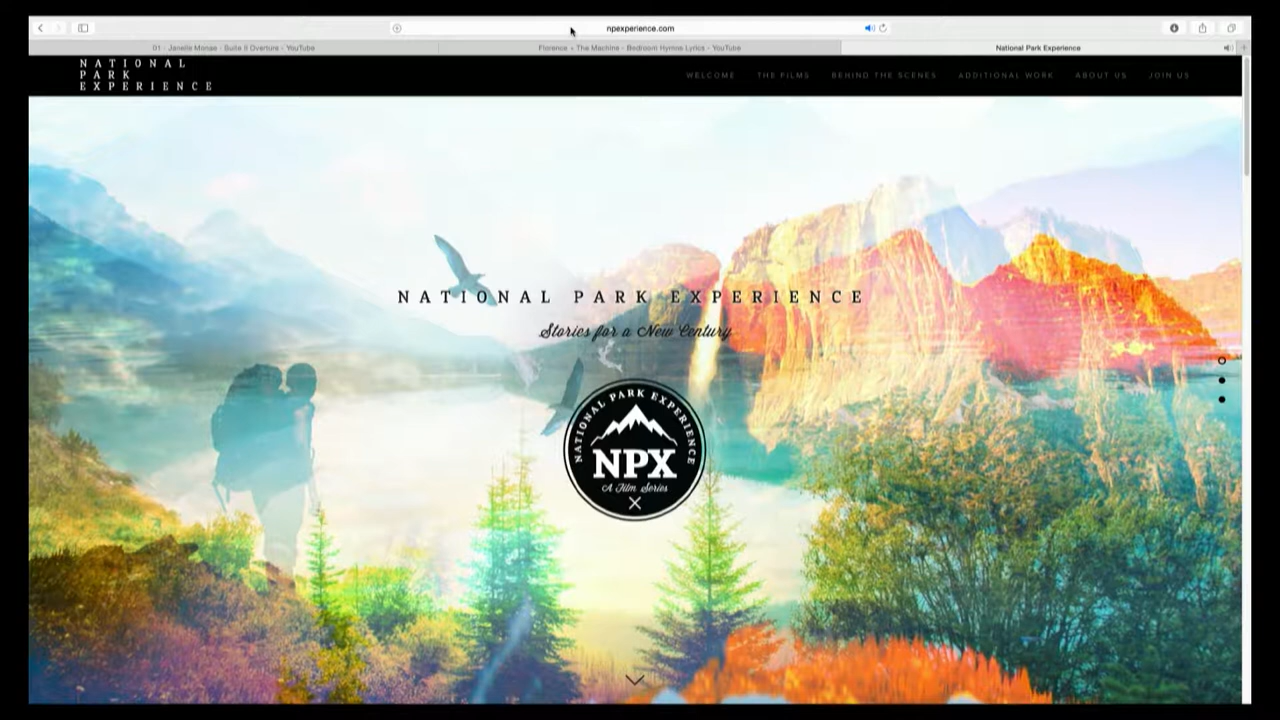 npexperience.com
01 - Janelle Monae - Suite II Overture - YouTube
Florence + The Machine - Bedroom Hymns Lyrics - YouTube
National Park Experience
NATIONAL
PARK
EXPERIENCE
WELCOME THE FILMS BEHIND THE SCENES ADDITIONAL WORK ABOUT US JOIN US
NATIONAL PARK EXPERIENCE
Stories for a New Century
NATIONAL PARK EXPERIENCE
NPX
A Film Series